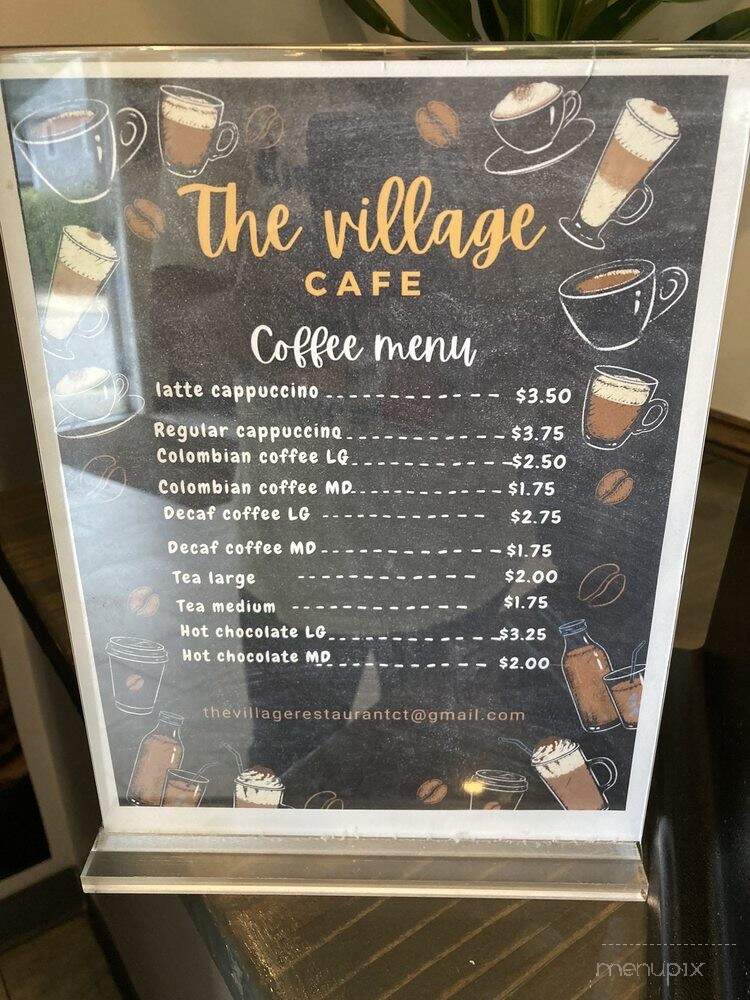 The village
CAFE
Coffee menu
latte cappuccino ------------- $3.50
Regular cappuccino------------- $3.75
Colombian coffee LG-------------$2.50
Colombian coffee MD------------- $1.75
Decaf coffee LG ------------- $2.75
Decaf coffee MD------------- $1.75
Tea large ------------- $2.00
Tea medium ------------- $1.75
Hot chocolate LG-------------$3.25
Hot chocolate MD------------- $2.00
thevillagerestaurantct@gmail.com
menupix